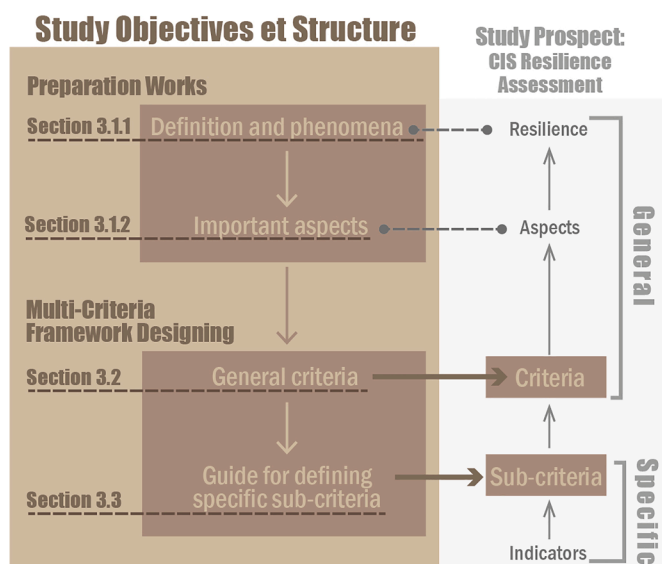 Study Objectives et Structure
Study Prospect:
CIS Resilience
Assessment
Preparation Works
Section 3.1.1
Definition and phenomena
Resilience
Section 3.1.2
Important aspects
Aspects
General
Multi-Criteria
Framework Designing
Section 3.2
General criteria
Criteria
Guide for defining
specific sub-criteria
Section 3.3
Sub-criteria
Specific
Indicators